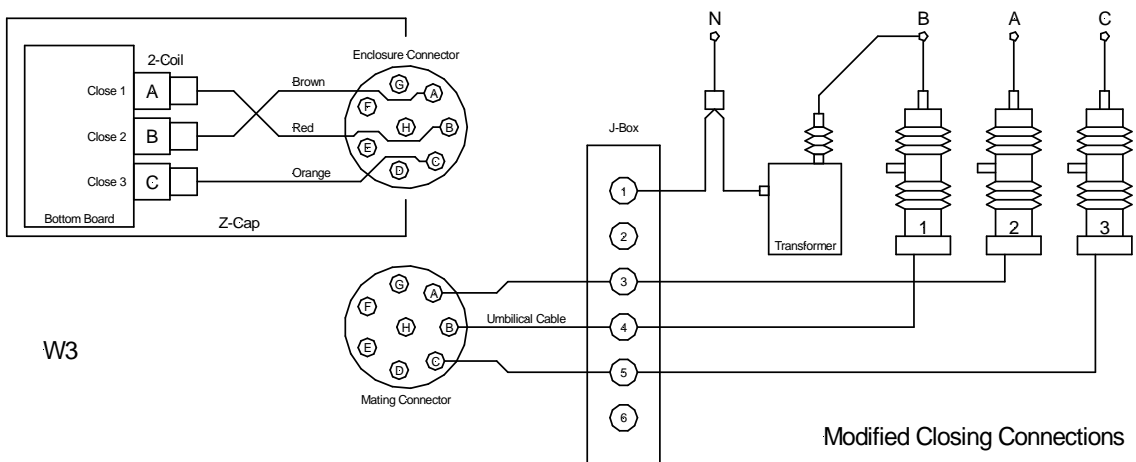 N
B
A
C
2-Coil
Enclosure Connector
Close 1
A
Brown
G
A
F
Close 2
B
Red
H
B
E
J-Box
Close 3
C
Orange
D
C
Bottom Board
Z-Cap
1
2
Transformer
1
2
3
3
4
5
6
G
A
F
H
B
E
C
D
Umbilical Cable
Mating Connector
W3
Modified Closing Connections